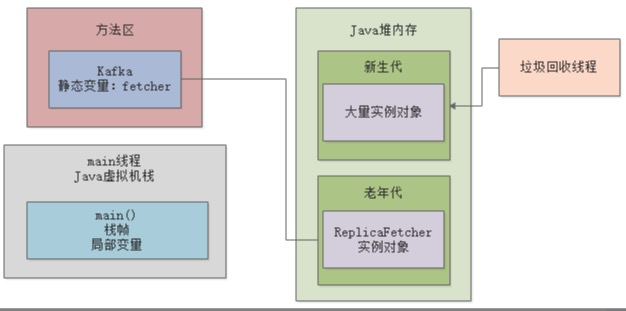 方法区
Kafka
静态变量：fetcher
main线程
Java虚拟机栈
main()
栈帧
局部变量
Java堆内存
新生代
大量实例对象
老年代
ReplicaFetcher
实例对象
垃圾回收线程